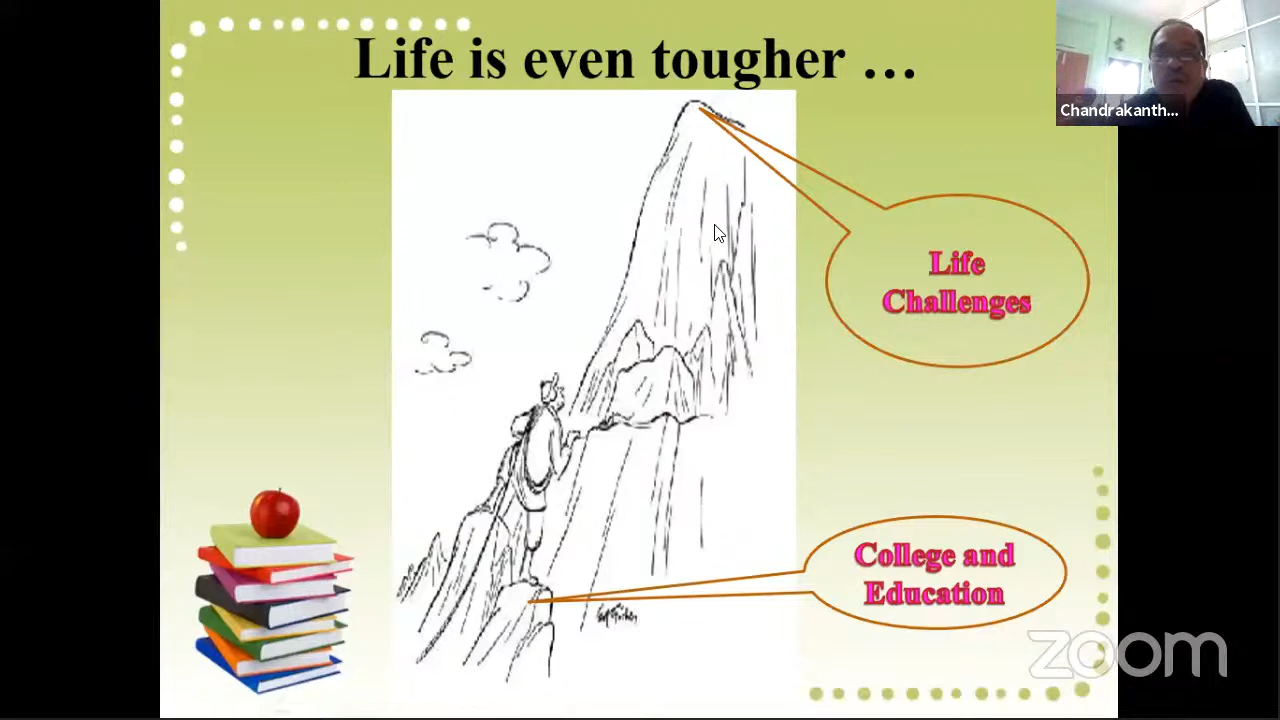 Life is even tougher ...
Chandrakanth...
Life
Challenges
College and
Education
zoom